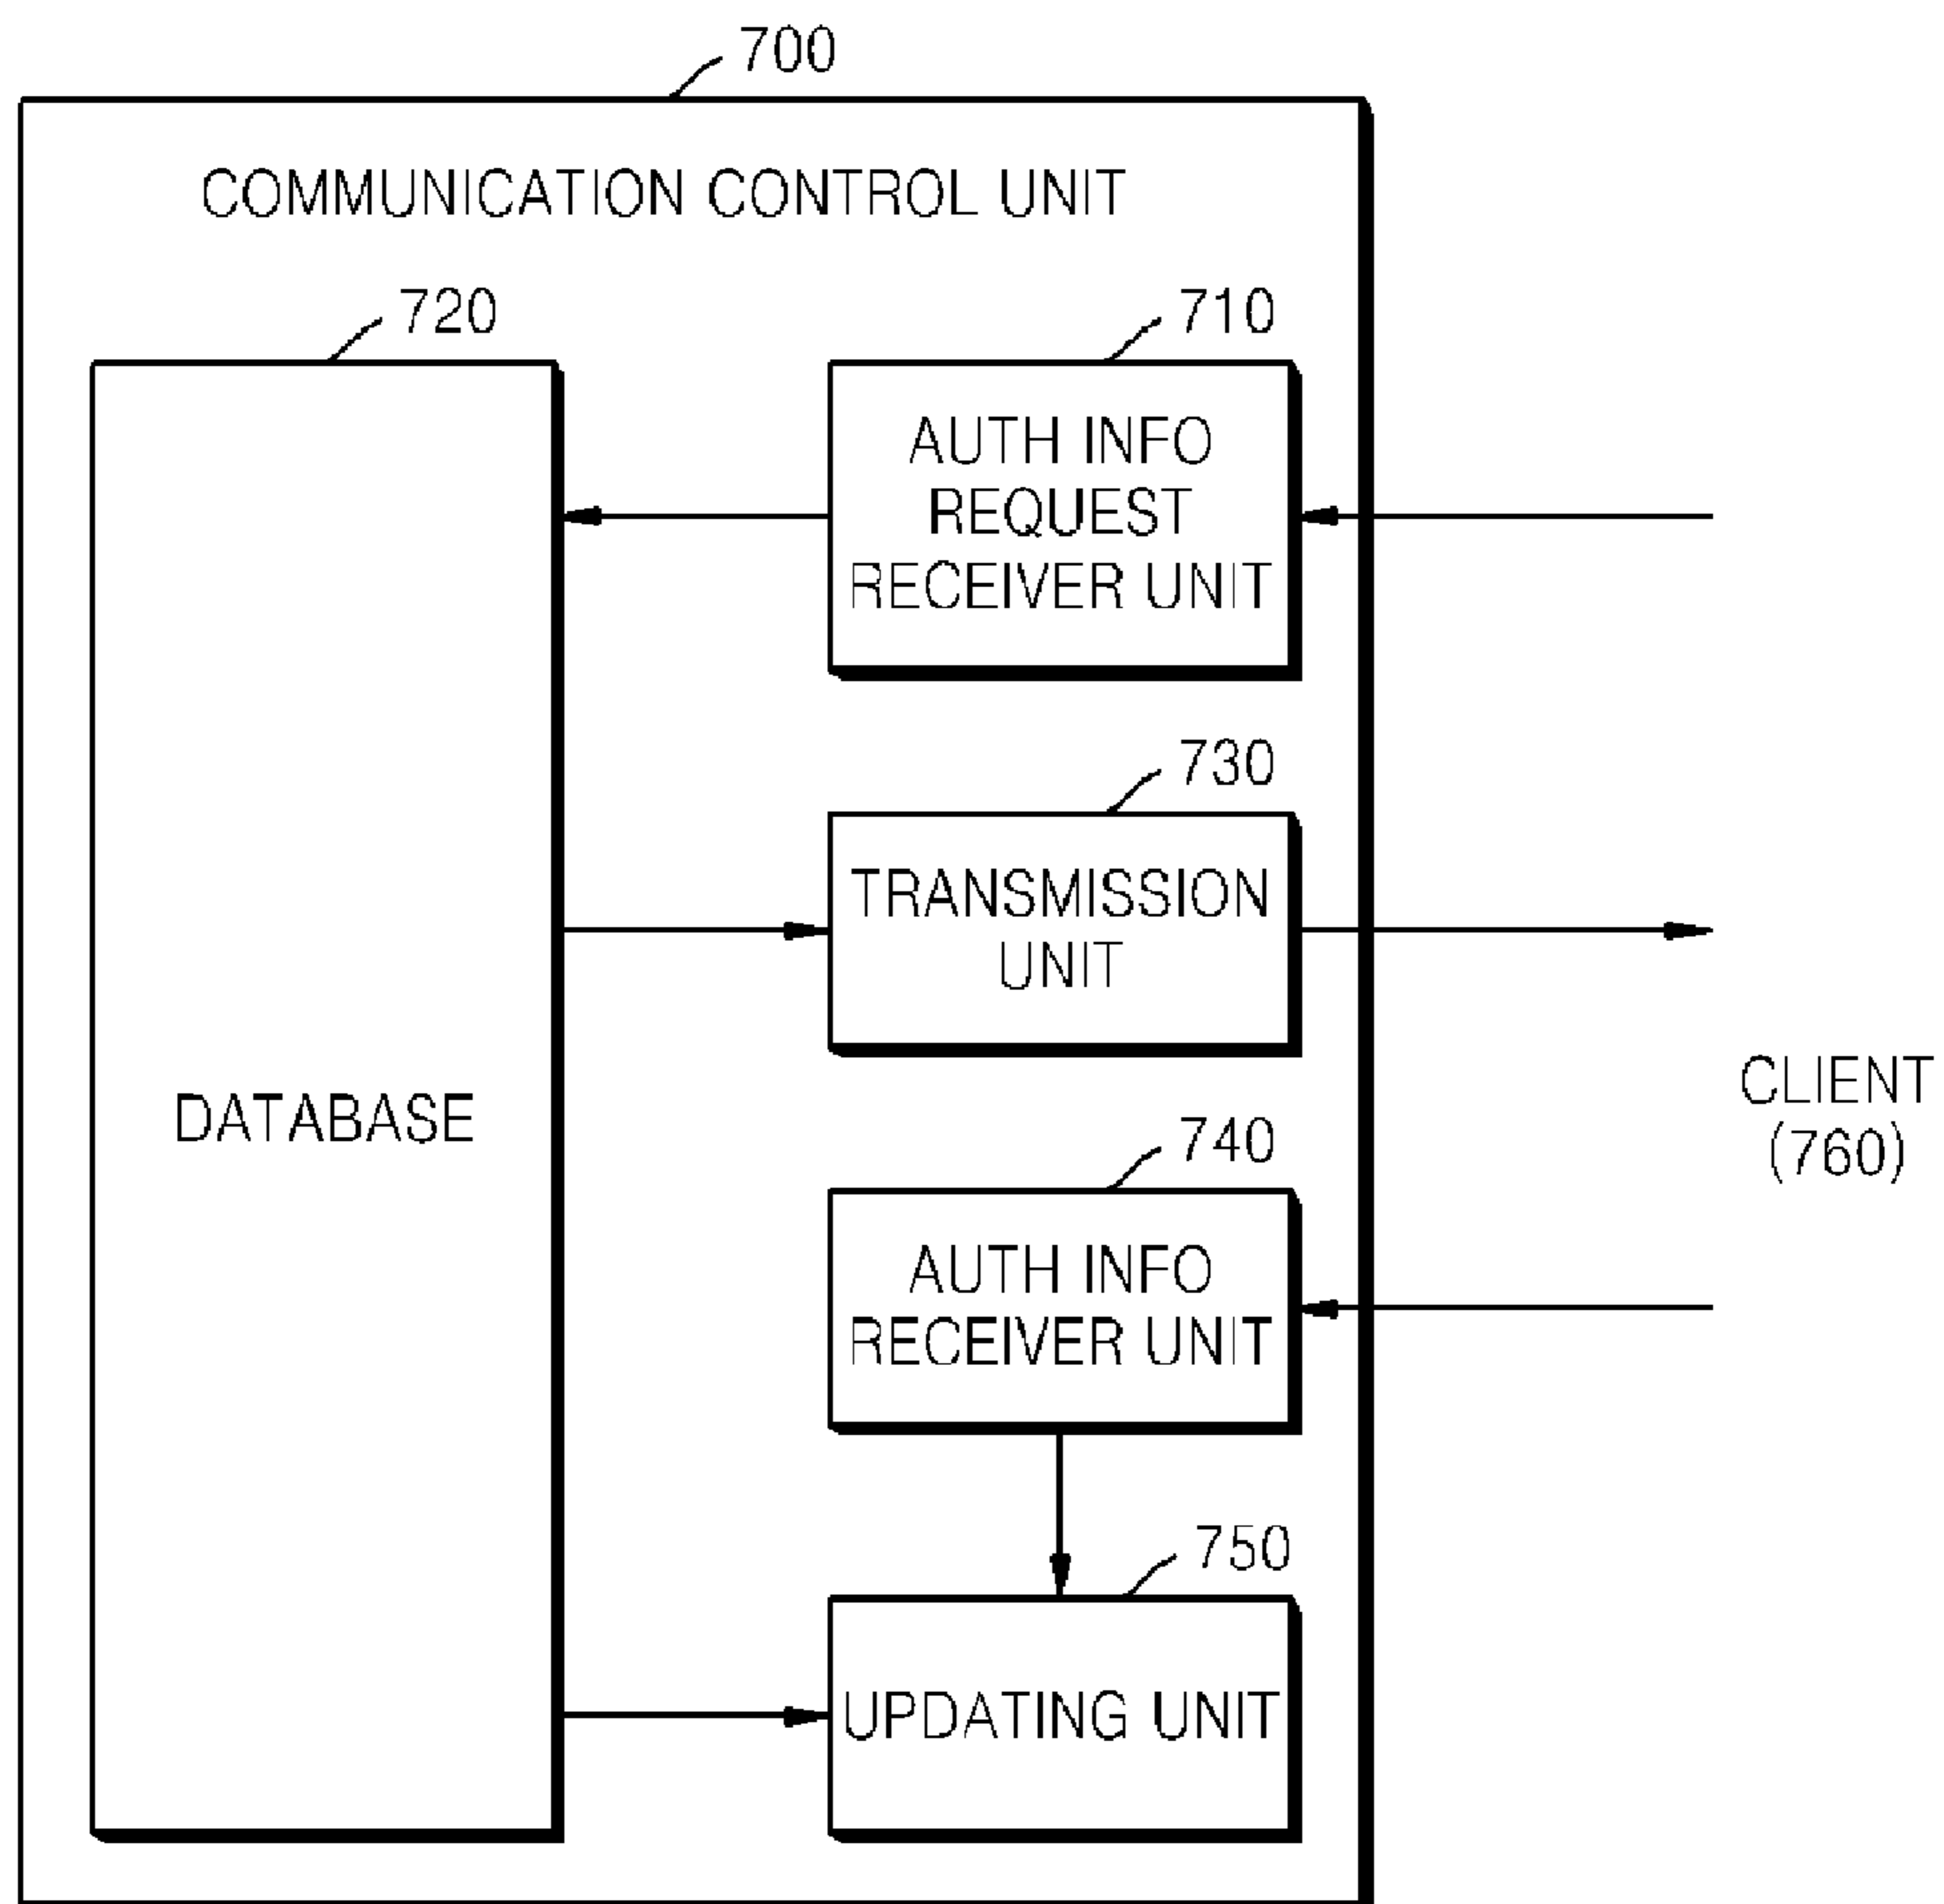 700
COMMUNICATION CONTROL UNIT
720
710
AUTH INFO
REQUEST
RECEIVER UNIT
730
TRANSMISSION
UNIT
DATABASE
CLIENT
(760)
740
AUTH INFO
RECEIVER UNIT
750
UPDATING UNIT